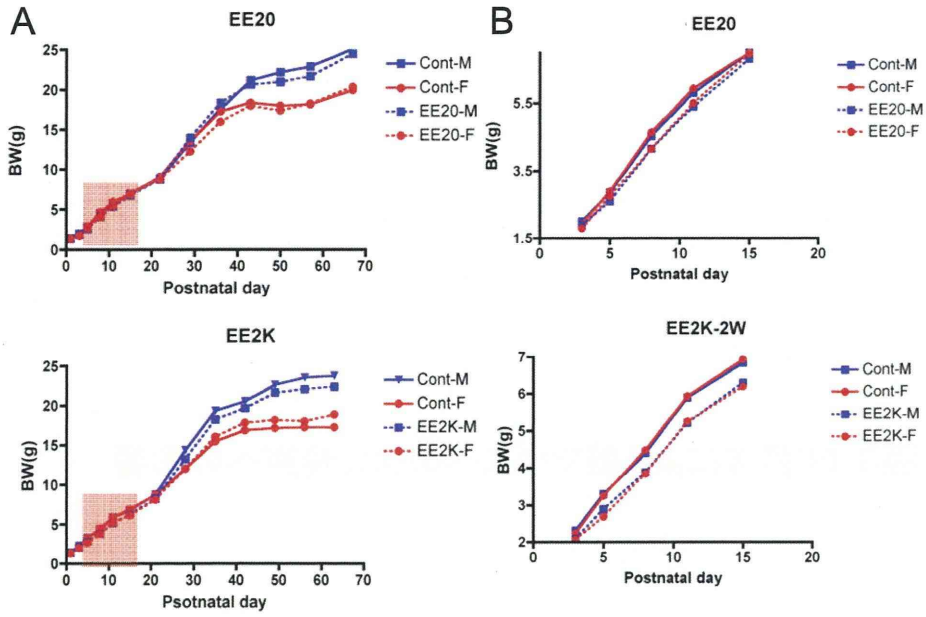 A
EE20
BW(g)
25
20
15
10
5
0
0 10 20 30 40 50 60 70
Postnatal day
Cont-M
Cont-F
EE20-M
EE20-F
B
EE20
BW(g)
5.5
3.5
1.5
0 5 10 15 20
Postnatal day
Cont-M
Cont-F
EE20-M
EE20-F
EE2K
BW(g)
25
20
15
10
5
0
0 10 20 30 40 50 60 70
Psotnatal day
Cont-M
Cont-F
EE2K-M
EE2K-F
EE2K-2W
BW(g)
7
6
5
4
3
2
0 5 10 15 20
Postnatal day
Cont-M
Cont-F
EE2K-M
EE2K-F